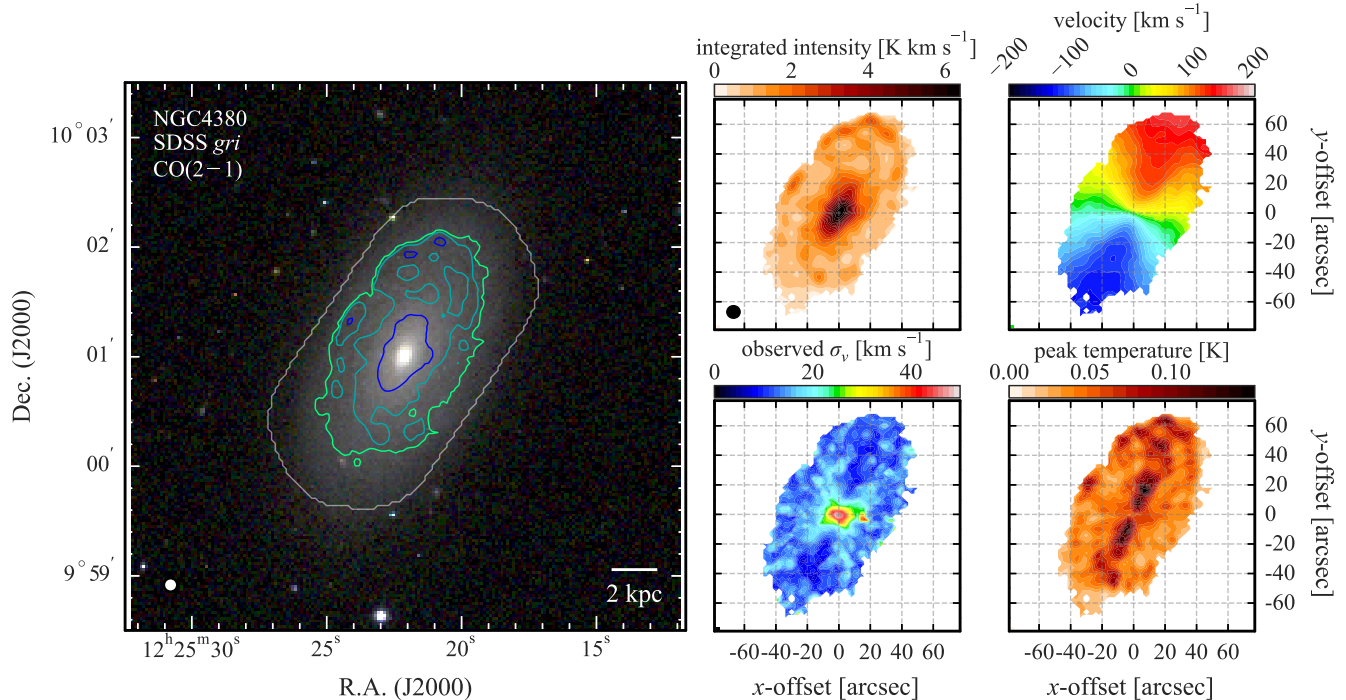 NGC4380
SDSS gri
CO(2−1)
10°03′
02′
01′
00′
9°59′
Dec. (J2000)
2 kpc
12ʰ25ᵐ30ˢ
25ˢ
20ˢ
15ˢ
R.A. (J2000)
integrated intensity [K km s⁻¹]
0 2 4 6
velocity [km s⁻¹]
−200 −100 0 100 200
60
40
20
0
-20
-40
-60
y-offset [arcsec]
observed σᵥ [km s⁻¹]
0 20 40
peak temperature [K]
0.00 0.05 0.10
60
40
20
0
-20
-40
-60
y-offset [arcsec]
-60 -40 -20 0 20 40 60
x-offset [arcsec]
-60 -40 -20 0 20 40 60
x-offset [arcsec]